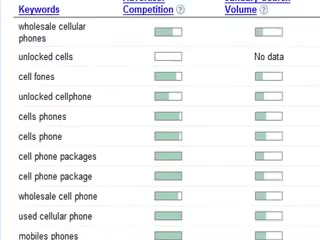 Keywords
Competition ?
Volume ?
wholesale cellular
phones
unlocked cells No data
cell fones
unlocked cellphone
cells phones
cells phone
cell phone packages
cell phone package
wholesale cell phone
used cellular phone
mobiles phones